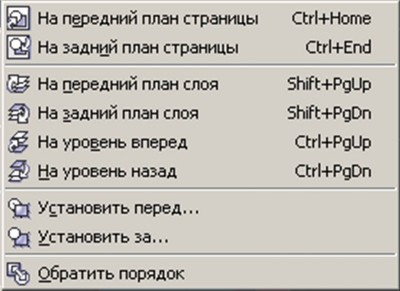 На передний план страницы Ctrl+Home
На задний план страницы Ctrl+End
На передний план слоя Shift+PgUp
На задний план слоя Shift+PgDn
На уровень вперед Ctrl+PgUp
На уровень назад Ctrl+PgDn
Установить перед...
Установить за...
Обратить порядок